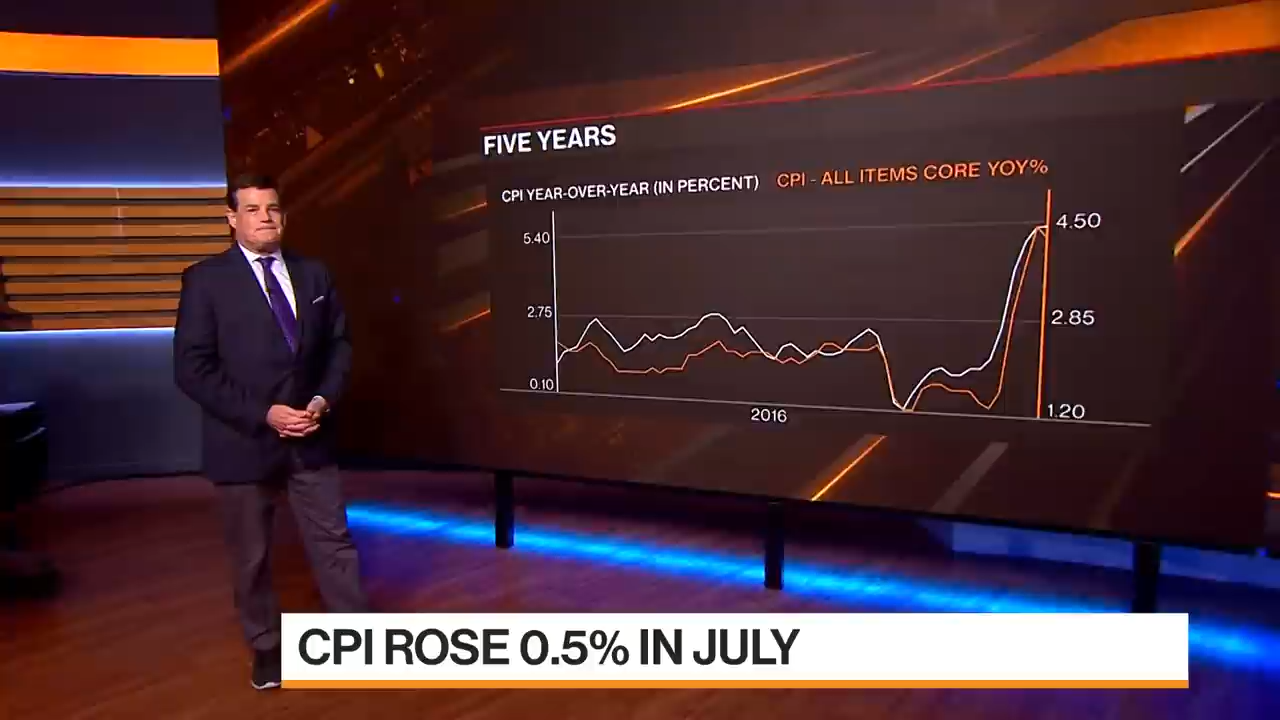 FIVE YEARS
CPI YEAR-OVER-YEAR (IN PERCENT) CPI - ALL ITEMS CORE YOY%
5.40 4.50
2.75 2.85
0.10 1.20
2016
CPI ROSE 0.5% IN JULY